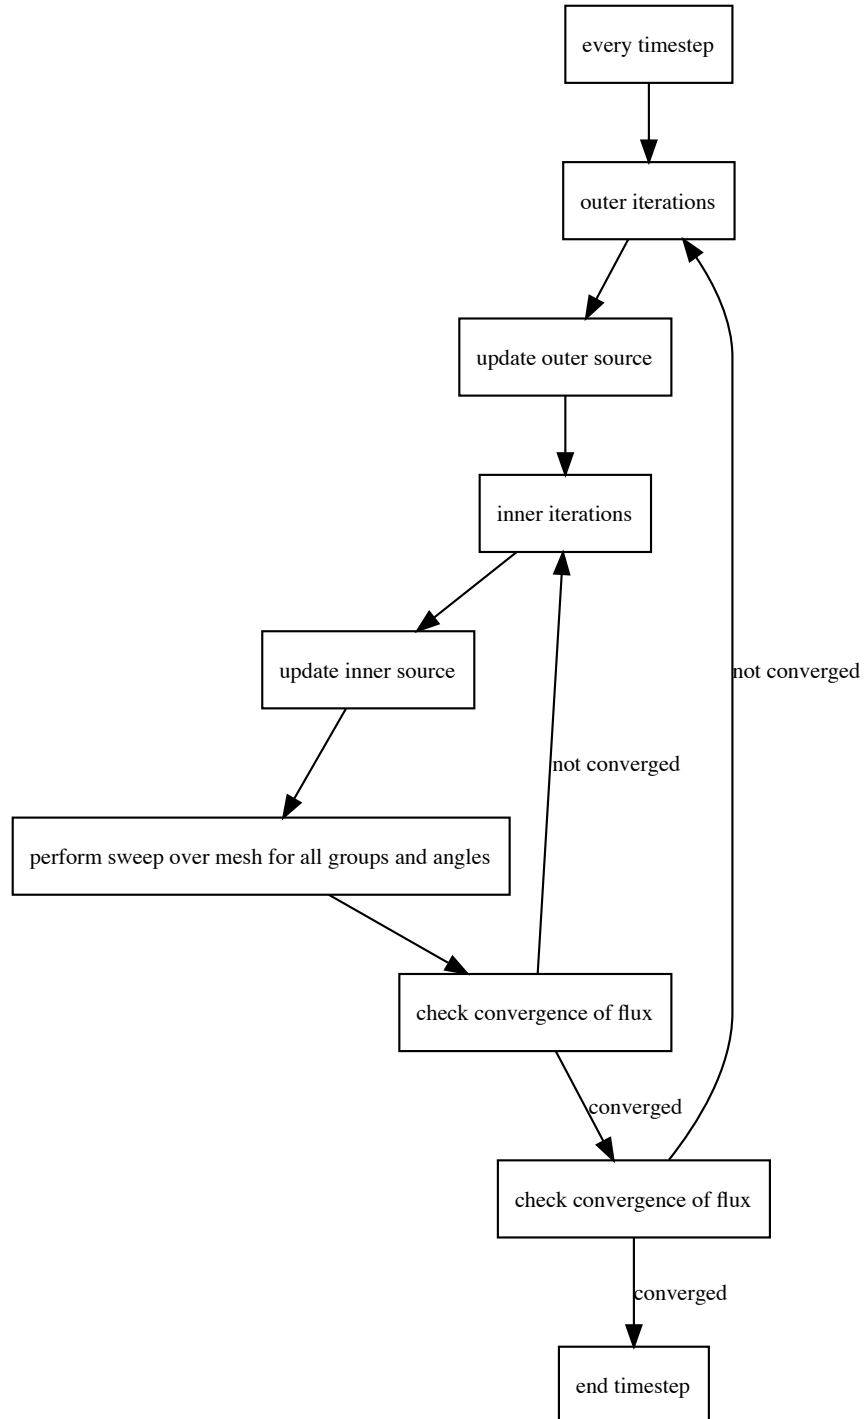 every timestep
outer iterations
update outer source
inner iterations
update inner source
not converged
not converged
perform sweep over mesh for all groups and angles
check convergence of flux
converged
check convergence of flux
converged
end timestep